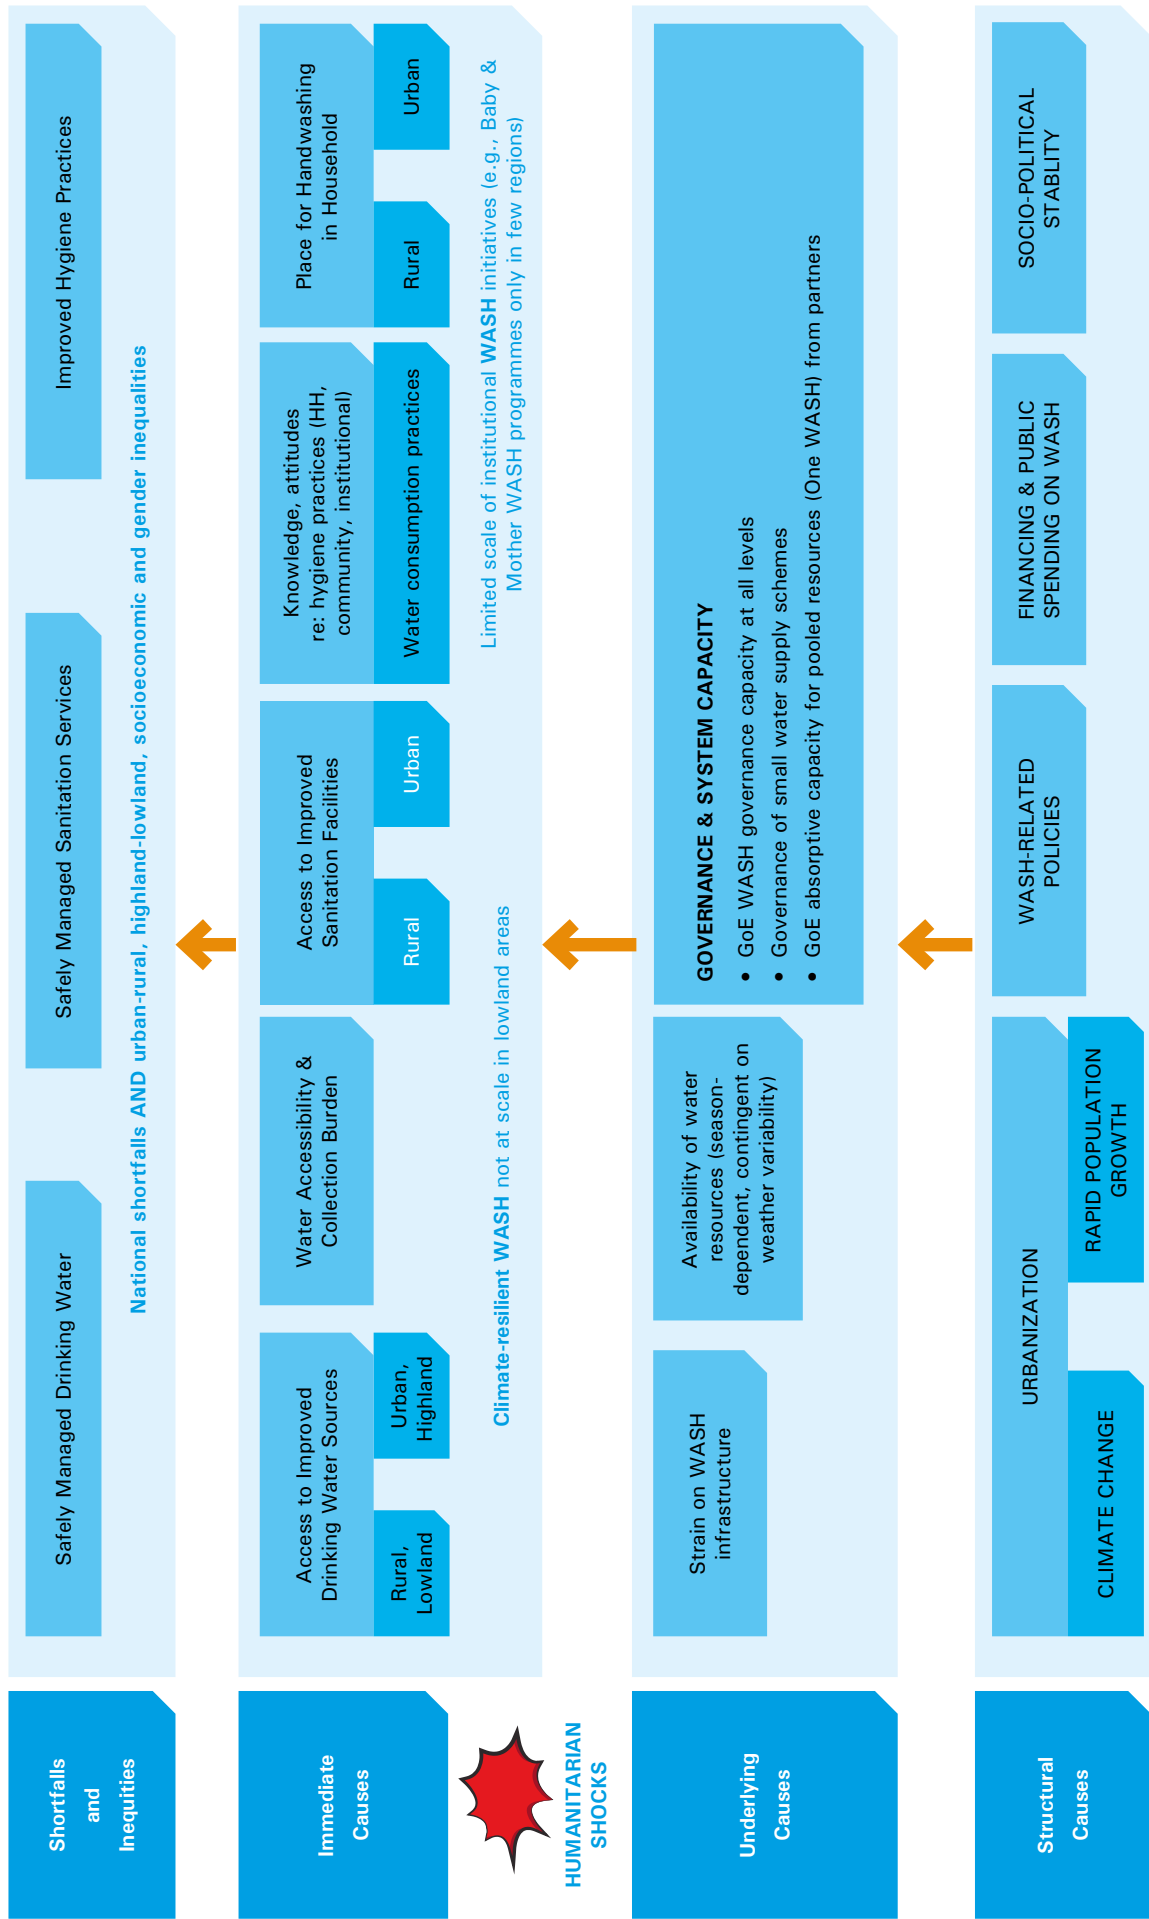 Shortfalls
and
Inequities
Safely Managed Drinking Water
Safely Managed Sanitation Services
Improved Hygiene Practices
National shortfalls AND urban-rural, highland-lowland, socioeconomic and gender inequalities
Immediate
Causes
Access to Improved
Drinking Water Sources
Rural,
Lowland
Urban,
Highland
Water Accessibility &
Collection Burden
Access to Improved
Sanitation Facilities
Rural
Urban
Knowledge, attitudes
re: hygiene practices (HH,
community, institutional)
Water consumption practices
Place for Handwashing
in Household
Rural
Urban
Climate-resilient WASH not at scale in lowland areas
Limited scale of institutional WASH initiatives (e.g., Baby &
Mother WASH programmes only in few regions)
HUMANITARIAN
SHOCKS
Underlying
Causes
Strain on WASH
infrastructure
Availability of water
resources (season-
dependent, contingent on
weather variability)
GOVERNANCE & SYSTEM CAPACITY
• GoE WASH governance capacity at all levels
• Governance of small water supply schemes
• GoE absorptive capacity for pooled resources (One WASH) from partners
Structural
Causes
URBANIZATION
CLIMATE CHANGE
RAPID POPULATION
GROWTH
WASH-RELATED
POLICIES
FINANCING & PUBLIC
SPENDING ON WASH
SOCIO-POLITICAL
STABLITY